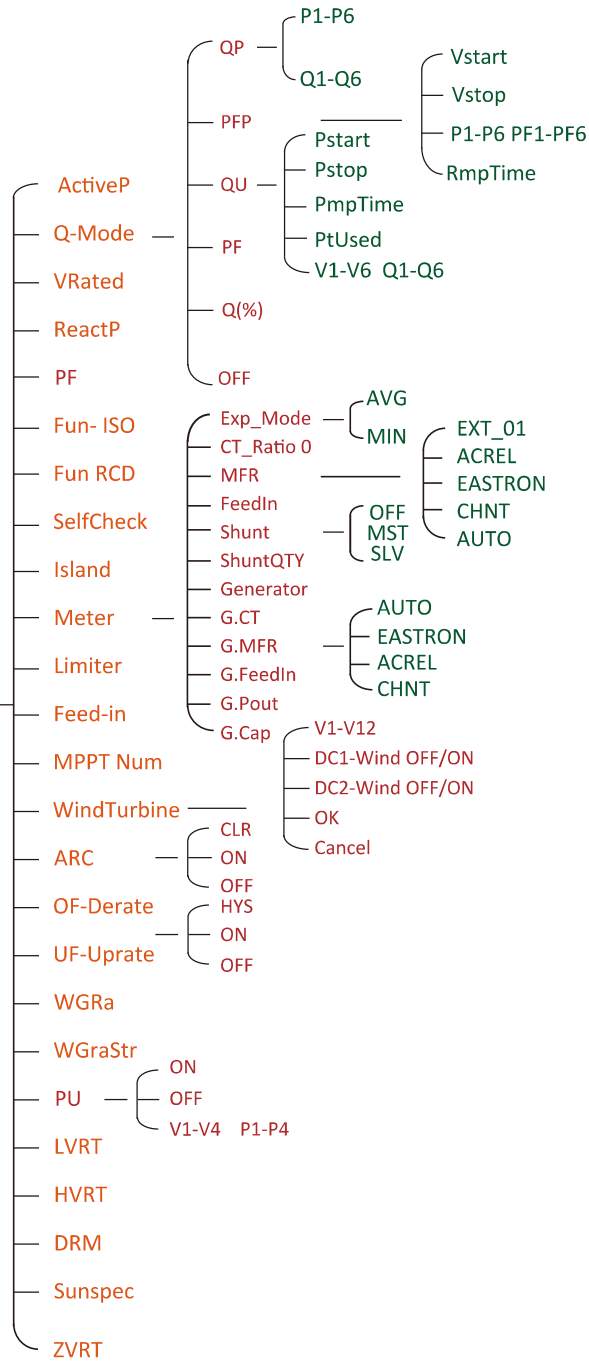 ActiveP
Q-Mode
QP
P1-P6
Q1-Q6
PFP
Vstart
Vstop
P1-P6 PF1-PF6
RmpTime
QU
Pstart
Pstop
PmpTime
PtUsed
V1-V6 Q1-Q6
PF
Q(%)
OFF
VRated
ReactP
PF
Fun- ISO
Fun RCD
SelfCheck
Island
Meter
Exp_Mode
AVG
MIN
CT_Ratio 0
MFR
EXT_01
ACREL
EASTRON
CHNT
AUTO
FeedIn
Shunt
OFF
MST
SLV
ShuntQTY
Generator
G.CT
G.MFR
AUTO
EASTRON
ACREL
CHNT
G.FeedIn
G.Pout
G.Cap
Limiter
Feed-in
MPPT Num
WindTurbine
V1-V12
DC1-Wind OFF/ON
DC2-Wind OFF/ON
OK
Cancel
ARC
CLR
ON
OFF
OF-Derate
UF-Uprate
HYS
ON
OFF
WGRa
WGraStr
PU
ON
OFF
V1-V4 P1-P4
LVRT
HVRT
DRM
Sunspec
ZVRT